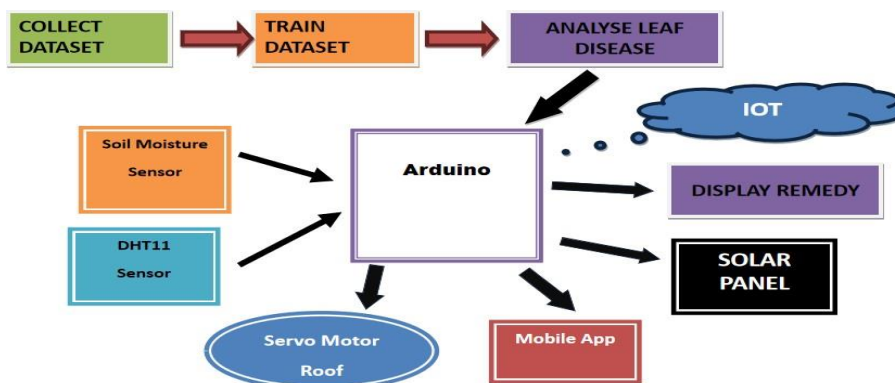 COLLECT
DATASET
TRAIN
DATASET
ANALYSE LEAF
DISEASE
IOT
Soil Moisture
Sensor
Arduino
DISPLAY REMEDY
DHT11
Sensor
SOLAR
PANEL
Servo Motor
Roof
Mobile App